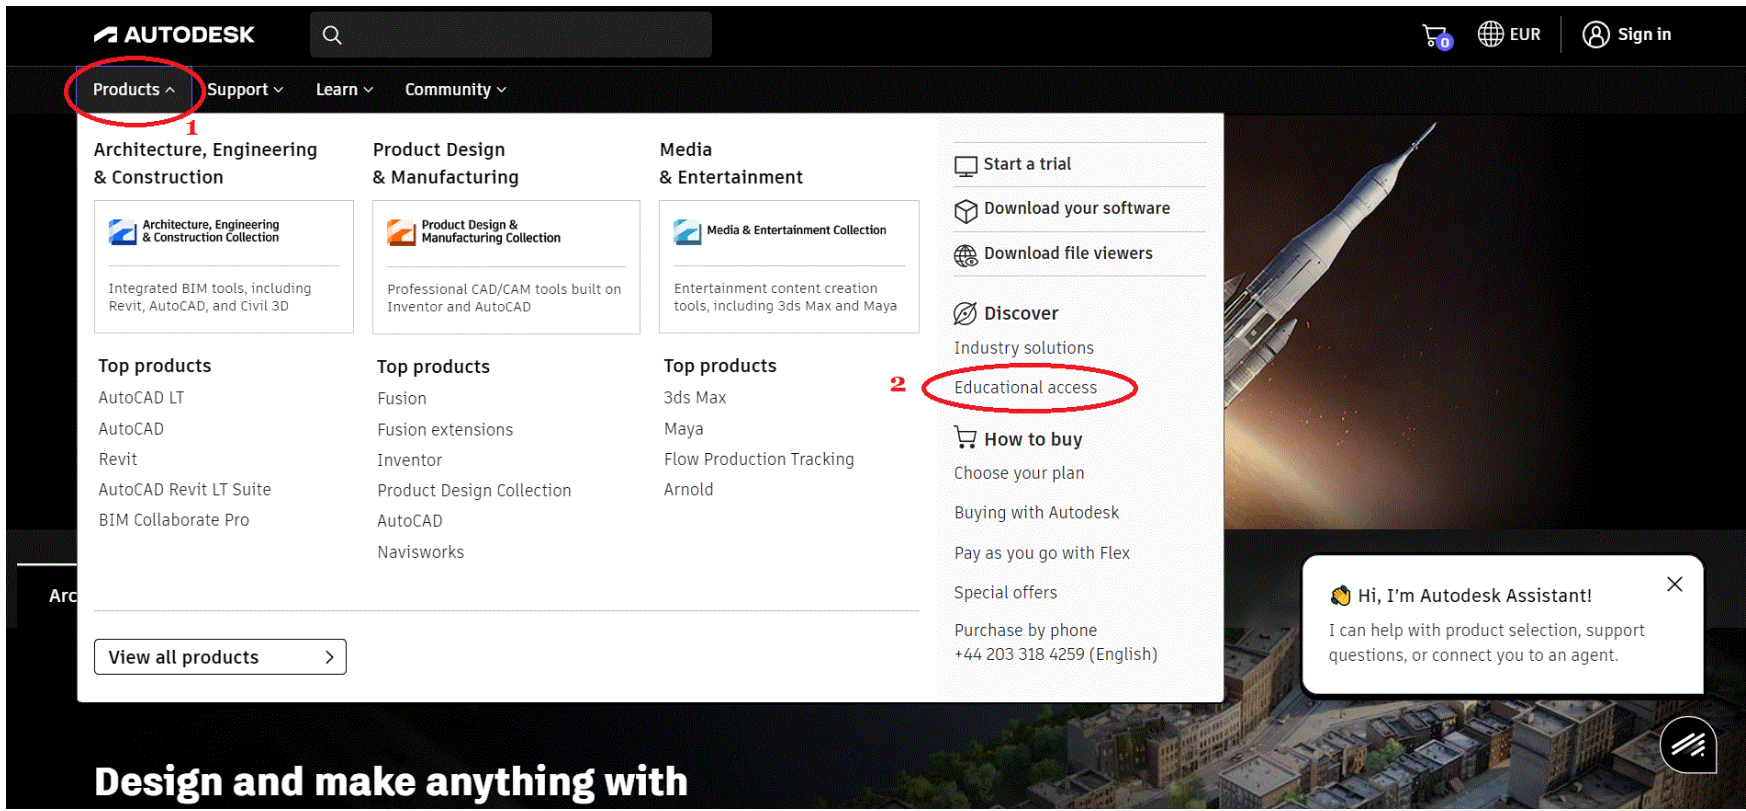 AUTODESK
0
EUR
Sign in
Products
Support
Learn
Community
1
Architecture, Engineering
& Construction
Architecture, Engineering
& Construction Collection
Integrated BIM tools, including
Revit, AutoCAD, and Civil 3D
Top products
AutoCAD LT
AutoCAD
Revit
AutoCAD Revit LT Suite
BIM Collaborate Pro
Product Design
& Manufacturing
Product Design &
Manufacturing Collection
Professional CAD/CAM tools built on
Inventor and AutoCAD
Top products
Fusion
Fusion extensions
Inventor
Product Design Collection
AutoCAD
Navisworks
Media
& Entertainment
Media & Entertainment Collection
Entertainment content creation
tools, including 3ds Max and Maya
Top products
3ds Max
Maya
Flow Production Tracking
Arnold
View all products
Start a trial
Download your software
Download file viewers
Discover
Industry solutions
2
Educational access
How to buy
Choose your plan
Buying with Autodesk
Pay as you go with Flex
Special offers
Purchase by phone
+44 203 318 4259 (English)
Arc
Hi, I'm Autodesk Assistant!
I can help with product selection, support
questions, or connect you to an agent.
Design and make anything with